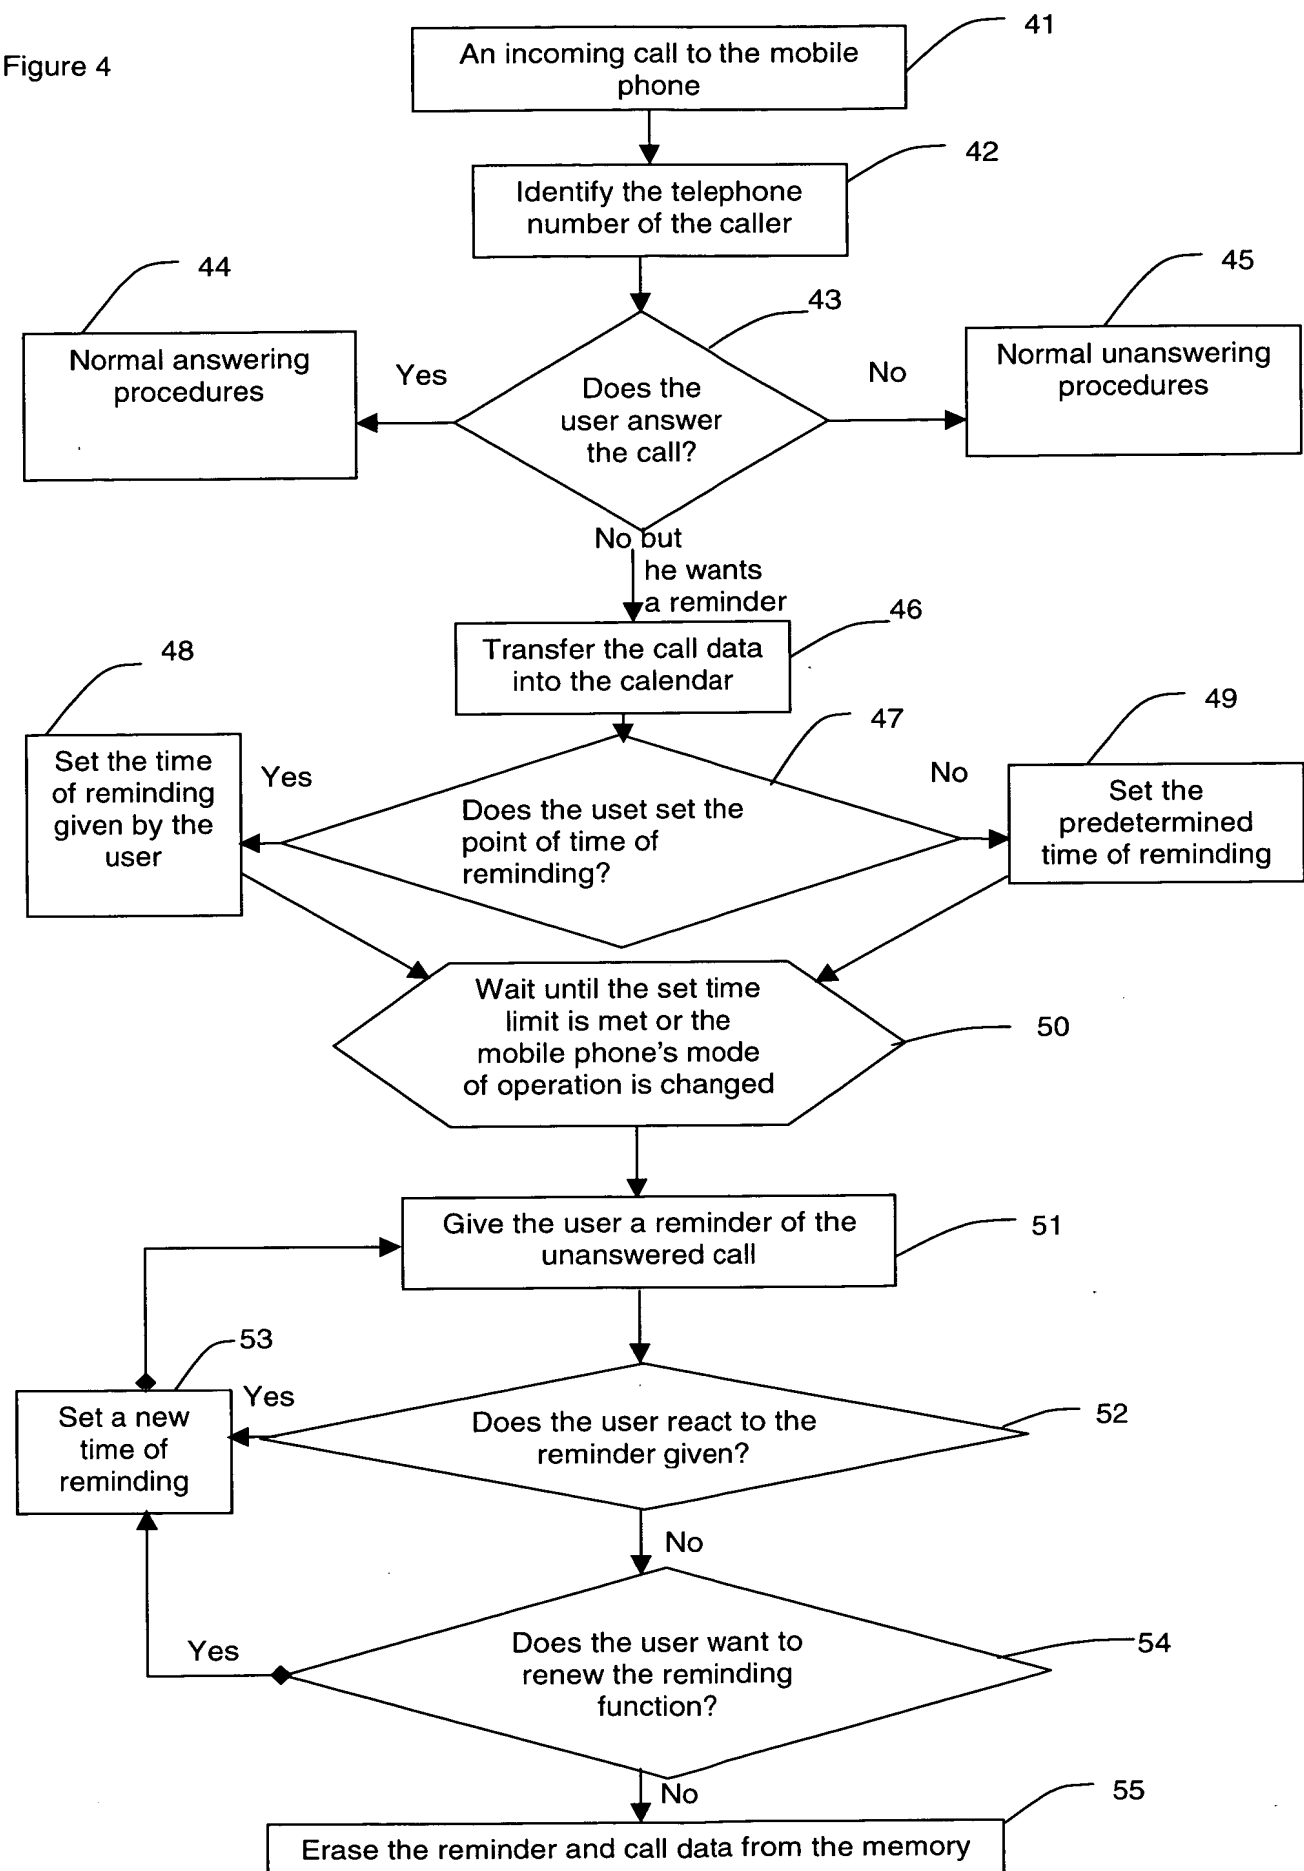 Figure 4
41
An incoming call to the mobile
phone
42
Identify the telephone
number of the caller
44
43
45
Normal answering
procedures
Yes
Does the
user answer
the call?
No
Normal unanswering
procedures
No but
he wants
a reminder
46
Transfer the call data
into the calendar
48
47
49
Set the time
of reminding
given by the
user
Yes
Does the uset set the
point of time of
reminding?
No
Set the
predetermined
time of reminding
Wait until the set time
limit is met or the
mobile phone's mode
of operation is changed
50
Give the user a reminder of the
unanswered call
51
53
Set a new
time of
reminding
Yes
Does the user react to the
reminder given?
52
No
Yes
Does the user want to
renew the reminding
function?
54
No
55
Erase the reminder and call data from the memory